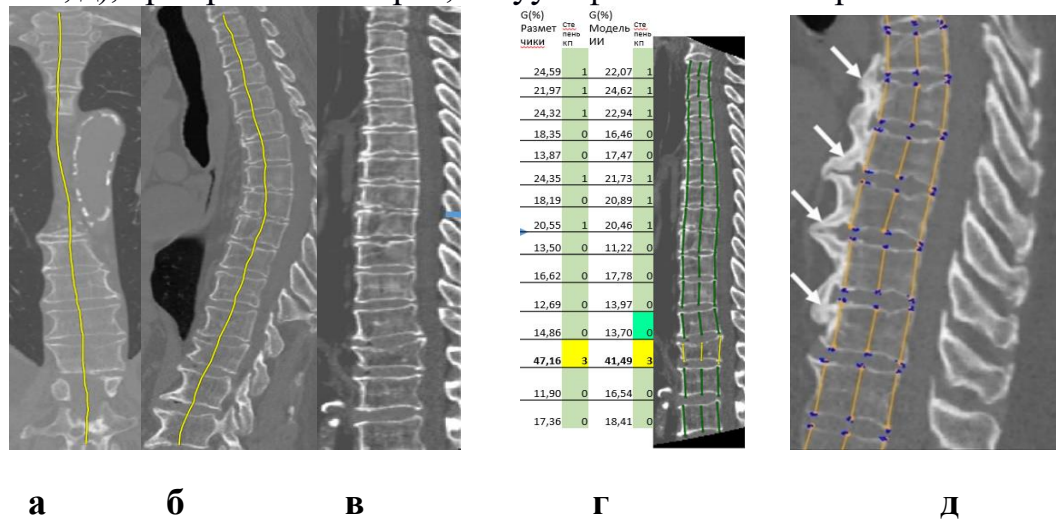 G(%) Размет чики
Сте пень кп
G(%) Модель ИИ
Сте пень кп
24,59 1 22,07 1
21,97 1 24,62 1
24,32 1 22,94 1
18,35 0 16,46 0
13,87 0 17,47 0
24,35 1 21,73 1
18,19 0 20,89 1
20,55 1 20,46 1
13,50 0 11,22 0
16,62 0 17,78 0
12,69 0 13,97 0
14,86 0 13,70 0
47,16 3 41,49 3
11,90 0 16,54 0
17,36 0 18,41 0
а б в г д